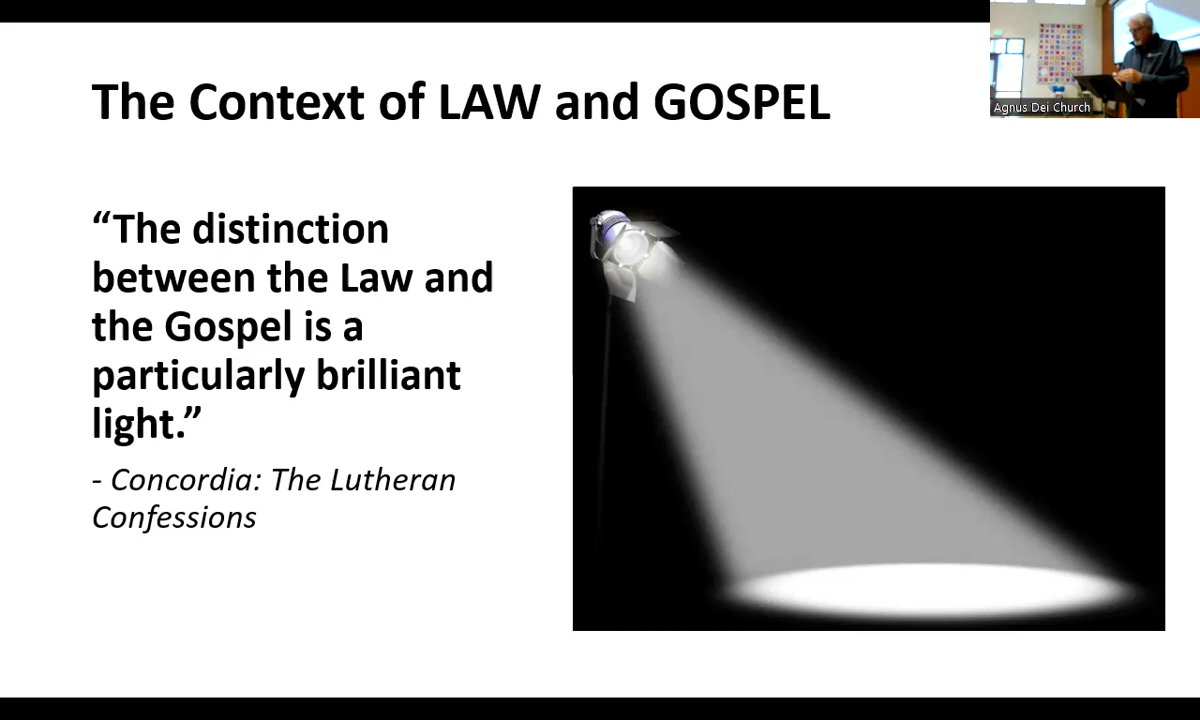 The Context of LAW and GOSPEL
Agnus Dei Church
“The distinction
between the Law and
the Gospel is a
particularly brilliant
light.”
- Concordia: The Lutheran
Confessions